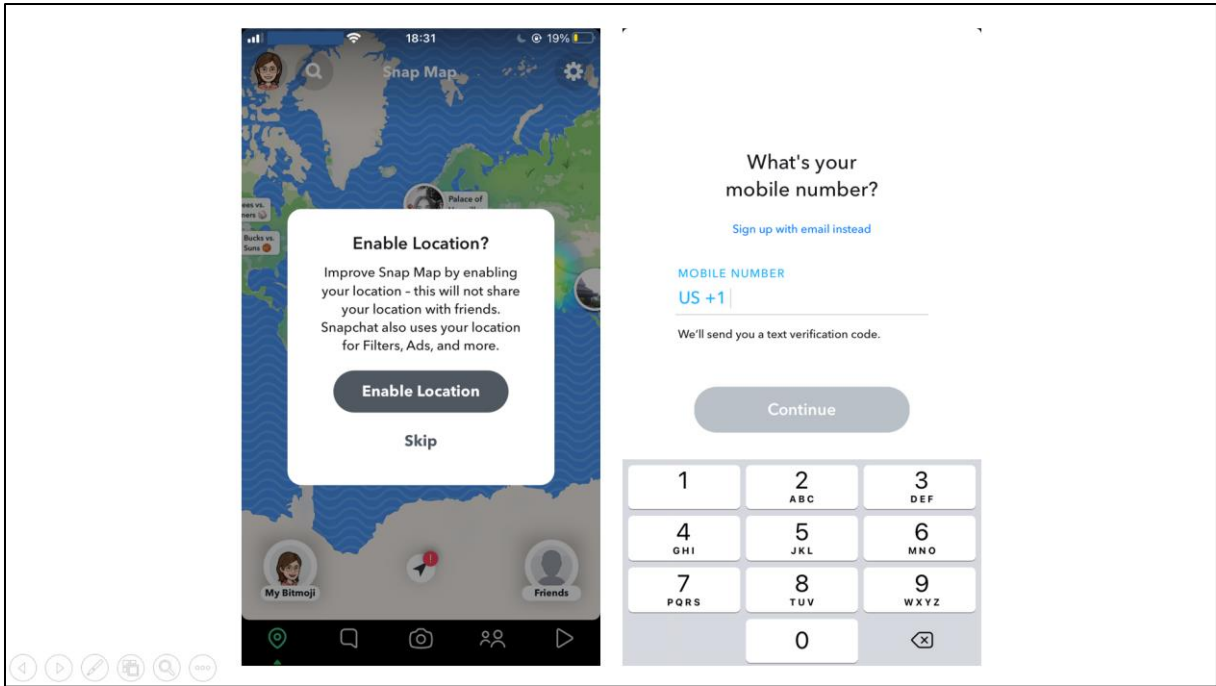 18:31
19%
Snap Map
Palace of
ees vs.
ners
Bucks vs.
Suns
Enable Location?
Improve Snap Map by enabling
your location – this will not share
your location with friends.
Snapchat also uses your location
for Filters, Ads, and more.
Enable Location
Skip
My Bitmoji
Friends
What's your
mobile number?
Sign up with email instead
MOBILE NUMBER
US +1
We'll send you a text verification code.
Continue
1 2 3
ABC DEF
4 5 6
GHI JKL MNO
7 8 9
PQRS TUV WXYZ
0